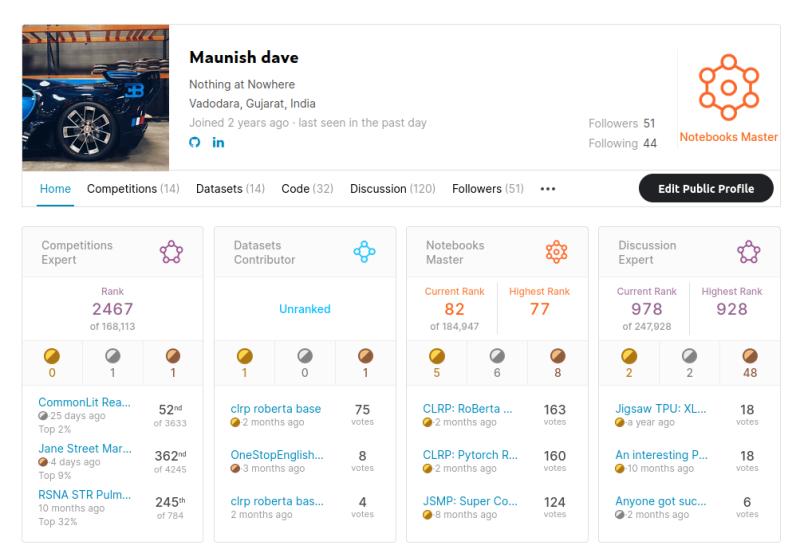 Maunish dave
Nothing at Nowhere
Vadodara, Gujarat, India
Joined 2 years ago · last seen in the past day
Followers 51
Following 44
Notebooks Master
Home Competitions (14) Datasets (14) Code (32) Discussion (120) Followers (51) ••• Edit Public Profile
Competitions
Expert
Rank
2467
of 168,113
0 1 1
CommonLit Rea... 52nd
·25 days ago of 3633
Top 2%
Jane Street Mar... 362nd
·4 days ago of 4245
Top 9%
RSNA STR Pulm... 245th
10 months ago of 784
Top 32%
Datasets
Contributor
Unranked
1 0 1
clrp roberta base 75
·2 months ago votes
OneStopEnglish... 8
·3 months ago votes
clrp roberta bas... 4
2 months ago votes
Notebooks
Master
Current Rank Highest Rank
82 77
of 184,947
5 6 8
CLRP: RoBerta ... 163
·2 months ago votes
CLRP: Pytorch R... 160
·2 months ago votes
JSMP: Super Co... 124
·8 months ago votes
Discussion
Expert
Current Rank Highest Rank
978 928
of 247,928
2 2 48
Jigsaw TPU: XL... 18
·a year ago votes
An interesting P... 18
·10 months ago votes
Anyone got suc... 6
·2 months ago votes